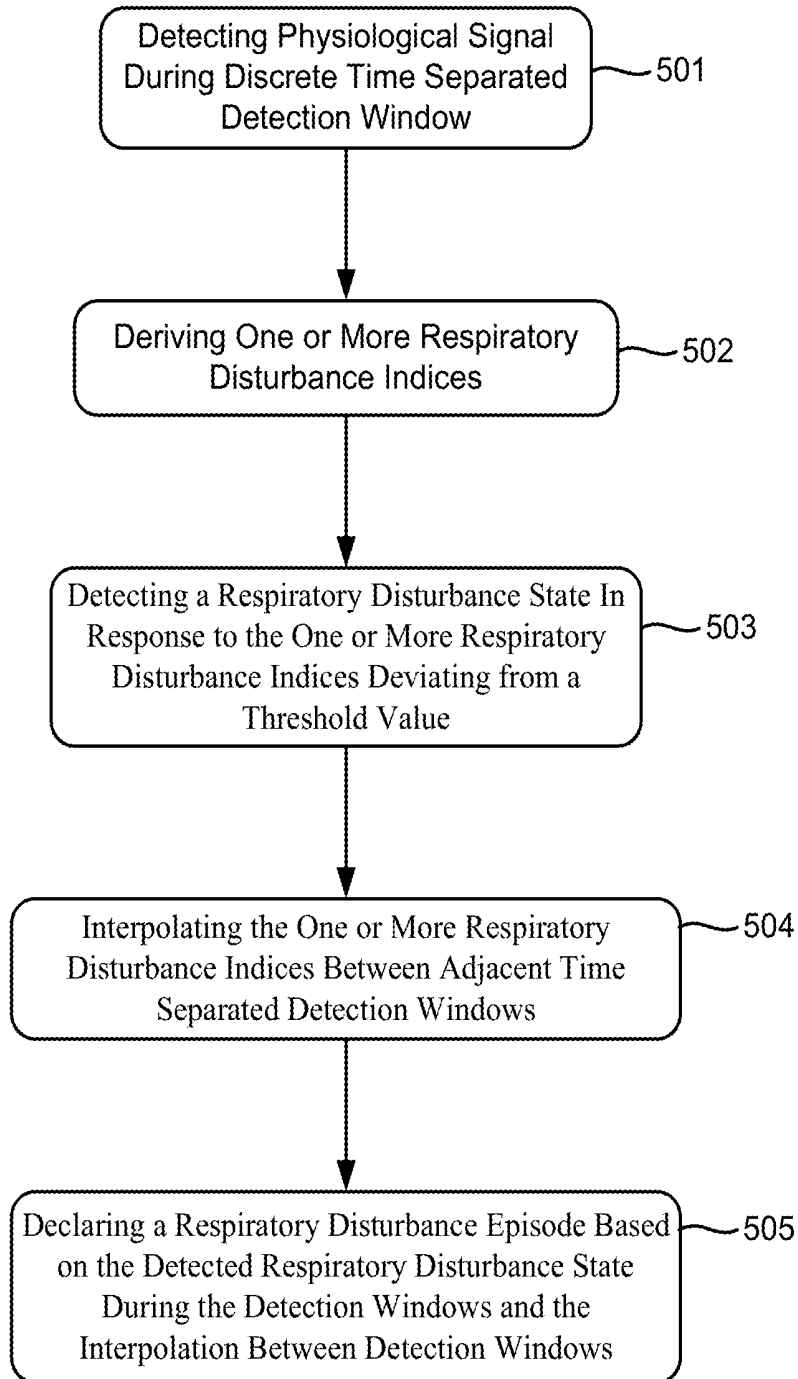 Detecting Physiological Signal
During Discrete Time Separated
Detection Window
501
Deriving One or More Respiratory
Disturbance Indices
502
Detecting a Respiratory Disturbance State In
Response to the One or More Respiratory
Disturbance Indices Deviating from a
Threshold Value
503
Interpolating the One or More Respiratory
Disturbance Indices Between Adjacent Time
Separated Detection Windows
504
Declaring a Respiratory Disturbance Episode Based
on the Detected Respiratory Disturbance State
During the Detection Windows and the
Interpolation Between Detection Windows
505